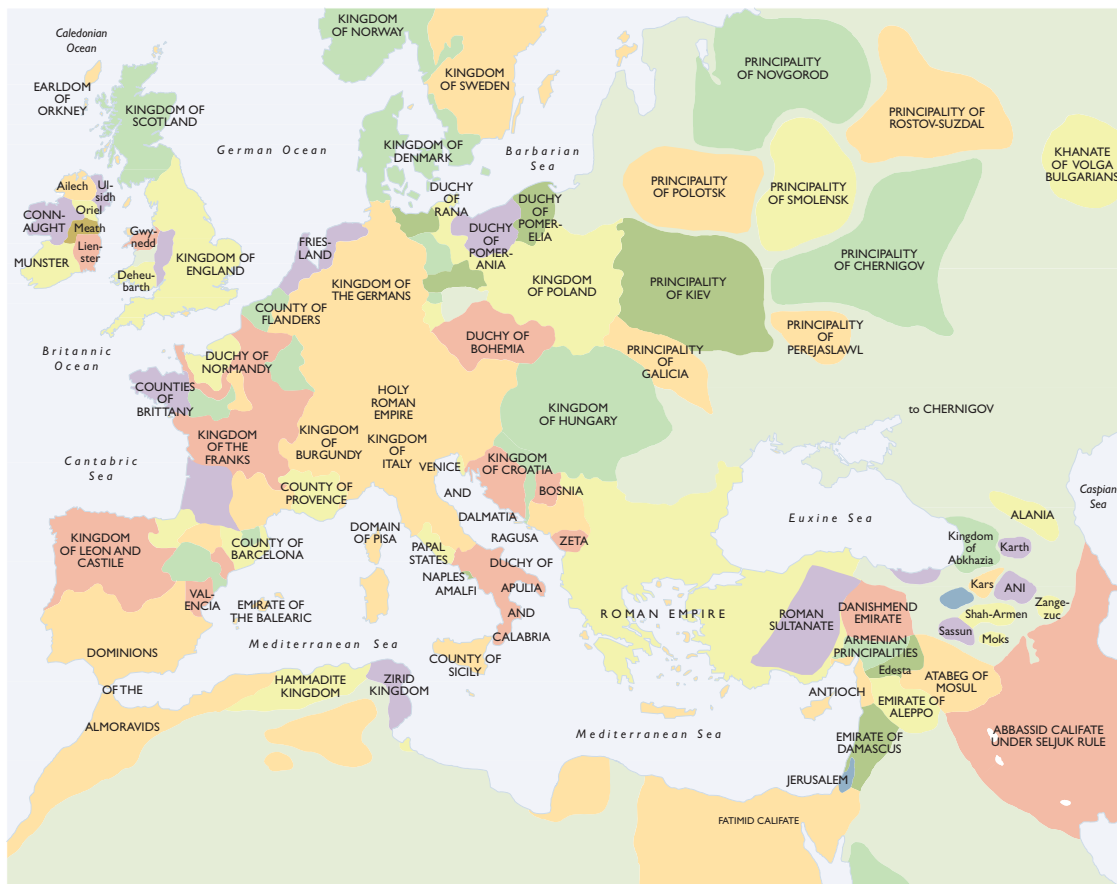 KINGDOM
OF NORWAY
Caledonian
Ocean
EARLDOM
OF
ORKNEY
KINGDOM OF
SCOTLAND
KINGDOM
OF SWEDEN
PRINCIPALITY
OF NOVGOROD
PRINCIPALITY OF
ROSTOV-SUZDAL
KHANATE
OF VOLGA
BULGARIANS
German Ocean
KINGDOM OF
DENMARK
Barbarian
Sea
PRINCIPALITY
OF POLOTSK
PRINCIPALITY
OF SMOLENSK
PRINCIPALITY
OF CHERNIGOV
Ailech
Ul-
sidh
Oriel
CONN-
AUGHT
Meath
Lien-
ster
MUNSTER
Gwy-
nedd
Deheu-
barth
KINGDOM OF
ENGLAND
FRIES-
LAND
DUCHY
OF
RANA
DUCHY
OF
POMER-
ELIA
DUCHY
OF
POMER-
ANIA
KINGDOM OF
THE GERMANS
KINGDOM
OF POLAND
PRINCIPALITY
OF KIEV
PRINCIPALITY
OF
PEREJASLAWL
COUNTY OF
FLANDERS
Britannic
Ocean
DUCHY OF
NORMANDY
DUCHY OF
BOHEMIA
PRINCIPALITY
OF
GALICIA
COUNTIES
OF
BRITTANY
HOLY
ROMAN
EMPIRE
KINGDOM
OF HUNGARY
to CHERNIGOV
KINGDOM
OF THE
FRANKS
KINGDOM
OF
BURGUNDY
KINGDOM
OF
ITALY
Cantabric
Sea
VENICE
AND
DALMATIA
RAGUSA
KINGDOM
OF CROATIA
BOSNIA
ZETA
COUNTY OF
PROVENCE
Caspian
Sea
Euxine Sea
ALANIA
KINGDOM
OF LEON AND
CASTILE
COUNTY OF
BARCELONA
DOMAIN
OF PISA
PAPAL
STATES
NAPLES
AMALFI
DUCHY OF
APULIA
AND
CALABRIA
Kingdom
of
Abkhazia
Karth
Kars
ANI
Zange-
zuc
Shah-Armen
Sassun
Moks
VAL-
ENCIA
EMIRATE OF
THE BALEARIC
ROMAN EMPIRE
ROMAN
SULTANATE
DANISHMEND
EMIRATE
ARMENIAN
PRINCIPALITIES
Edesta
Mediterranean Sea
DOMINIONS
OF THE
ALMORAVIDS
COUNTY OF
SICILY
HAMMADITE
KINGDOM
ZIRID
KINGDOM
ANTIOCH
ATABEG OF
MOSUL
EMIRATE OF
ALEPPO
Mediterranean Sea
EMIRATE OF
DAMASCUS
ABBASSID CALIFATE
UNDER SELJUK RULE
JERUSALEM
FATIMID CALIFATE